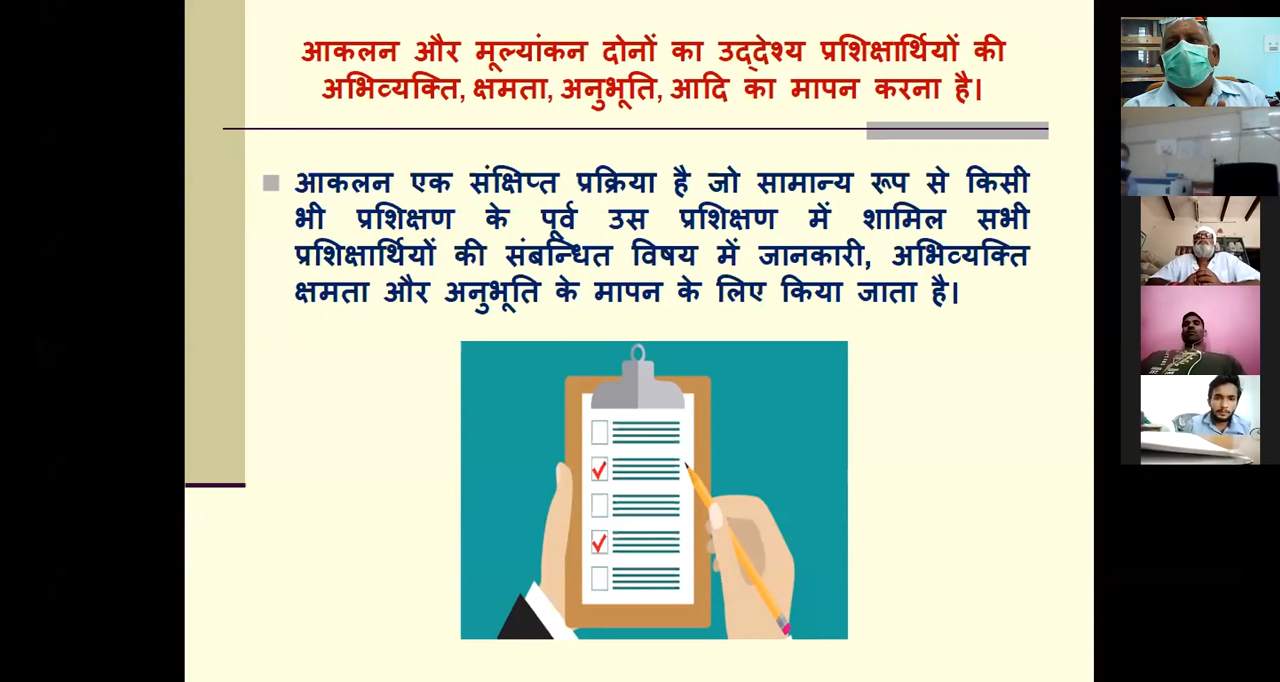 आकलन और मूल्यांकन दोनों का उद्देश्य प्रशिक्षार्थियों की
अभिव्यक्ति, क्षमता, अनुभूति, आदि का मापन करना है।
आकलन एक संक्षिप्त प्रक्रिया है जो सामान्य रूप से किसी
भी प्रशिक्षण के पूर्व उस प्रशिक्षण में शामिल सभी
प्रशिक्षार्थियों की संबन्धित विषय में जानकारी, अभिव्यक्ति
क्षमता और अनुभूति के मापन के लिए किया जाता है।